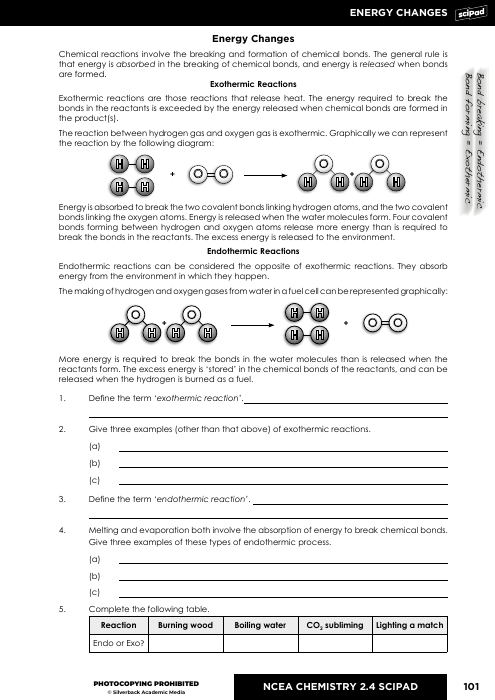 ENERGY CHANGES
scipad
Energy Changes
Chemical reactions involve the breaking and formation of chemical bonds. The general rule is
that energy is absorbed in the breaking of chemical bonds, and energy is released when bonds
are formed.
Exothermic Reactions
Exothermic reactions are those reactions that release heat. The energy required to break the
bonds in the reactants is exceeded by the energy released when chemical bonds are formed in
the product(s).
The reaction between hydrogen gas and oxygen gas is exothermic. Graphically we can represent
the reaction by the following diagram:
H H O O O O
H H + H H + H H
Energy is absorbed to break the two covalent bonds linking hydrogen atoms, and the two covalent
bonds linking the oxygen atoms. Energy is released when the water molecules form. Four covalent
bonds forming between hydrogen and oxygen atoms release more energy than is required to
break the bonds in the reactants. The excess energy is released to the environment.
Endothermic Reactions
Endothermic reactions can be considered the opposite of exothermic reactions. They absorb
energy from the environment in which they happen.
The making of hydrogen and oxygen gases from water in a fuel cell can be represented graphically:
O O H H
H H + H H H H + O O
More energy is required to break the bonds in the water molecules than is released when the
reactants form. The excess energy is 'stored' in the chemical bonds of the reactants, and can be
released when the hydrogen is burned as a fuel.
1. Define the term 'exothermic reaction'.
2. Give three examples (other than that above) of exothermic reactions.
(a)
(b)
(c)
3. Define the term 'endothermic reaction'.
4. Melting and evaporation both involve the absorption of energy to break chemical bonds.
Give three examples of these types of endothermic process.
(a)
(b)
(c)
5. Complete the following table.
Reaction Burning wood Boiling water CO2 subliming Lighting a match
Endo or Exo?
Bond breaking = Endothermic
Bond forming = Exothermic
PHOTOCOPYING PROHIBITED
© Silverback Academic Media
NCEA CHEMISTRY 2.4 SCIPAD
101